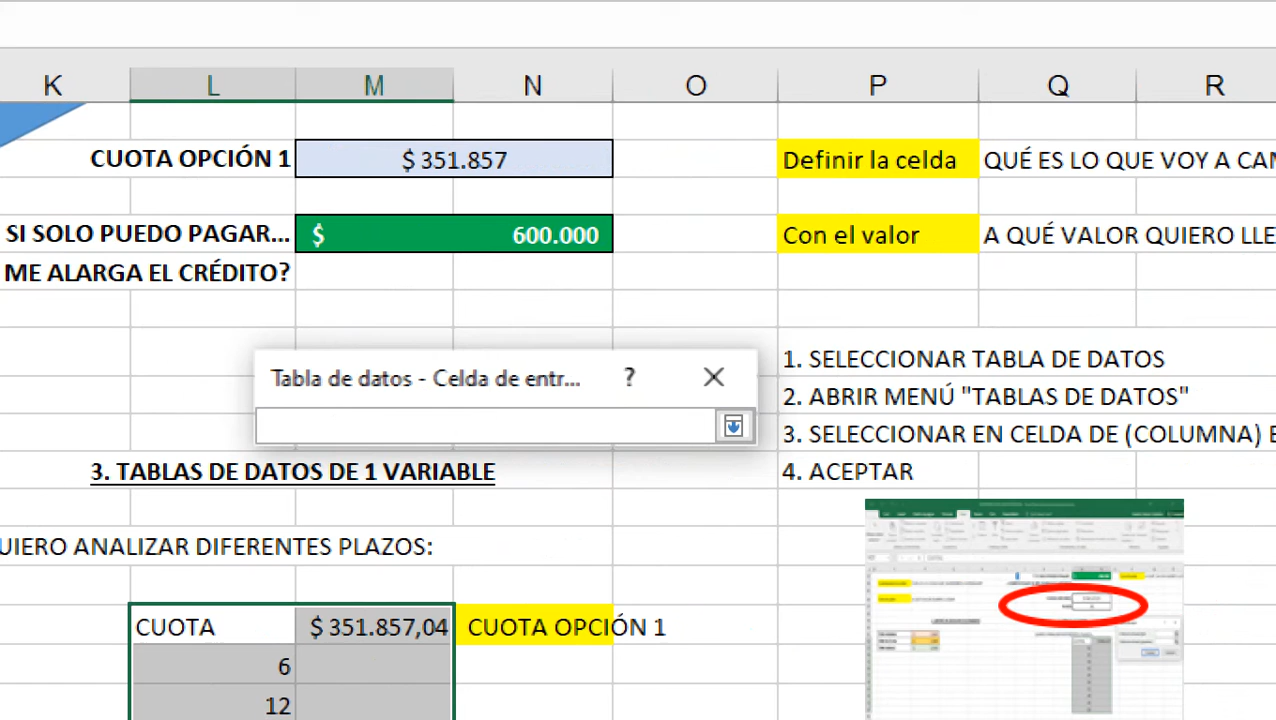 K L M N O P Q R
CUOTA OPCIÓN 1 $ 351.857 Definir la celda QUÉ ES LO QUE VOY A CAM
SI SOLO PUEDO PAGAR... $ 600.000 Con el valor A QUÉ VALOR QUIERO LLE
ME ALARGA EL CRÉDITO?
Tabla de datos - Celda de entr... ?
1. SELECCIONAR TABLA DE DATOS
2. ABRIR MENÚ "TABLAS DE DATOS"
3. SELECCIONAR EN CELDA DE (COLUMNA) E
3. TABLAS DE DATOS DE 1 VARIABLE
4. ACEPTAR
UIERO ANALIZAR DIFERENTES PLAZOS:
CUOTA $ 351.857,04 CUOTA OPCIÓN 1
6
12